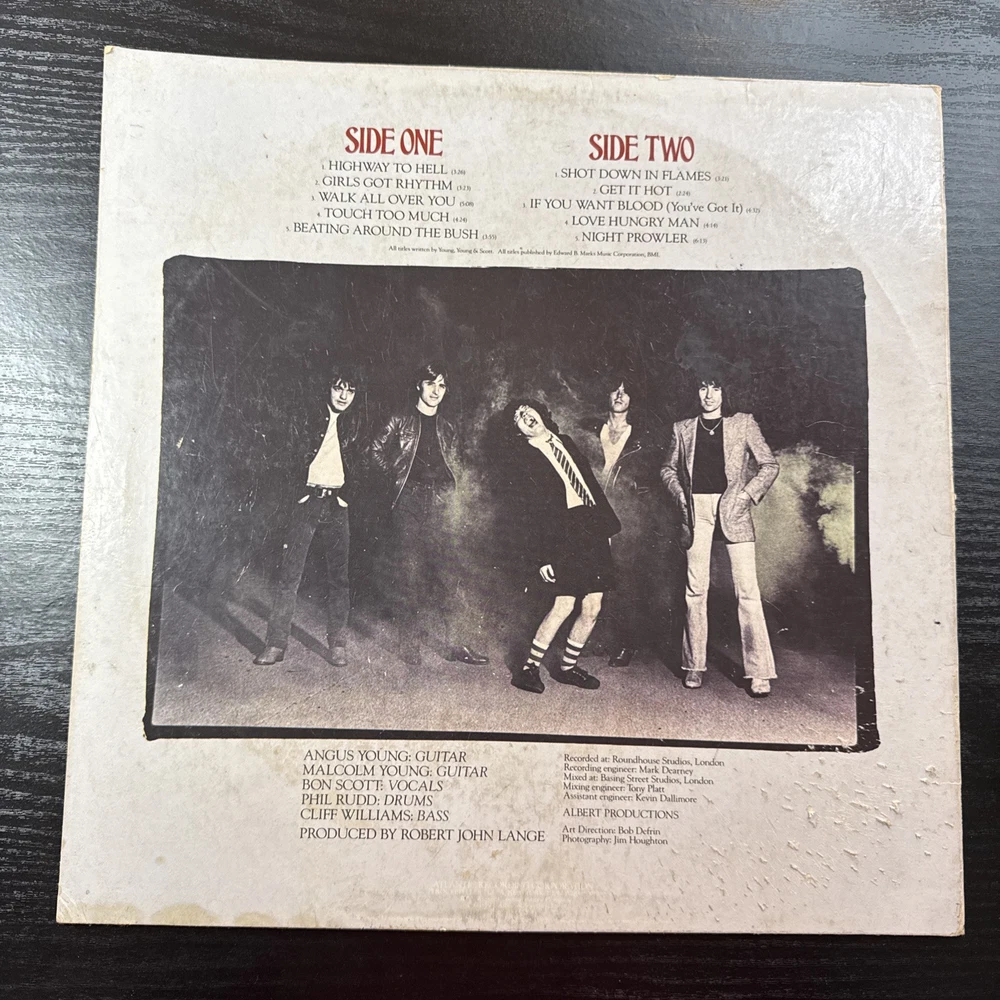 SIDE ONE
1. HIGHWAY TO HELL (3:26)
2. GIRLS GOT RHYTHM (3:23)
3. WALK ALL OVER YOU (5:08)
4. TOUCH TOO MUCH (4:24)
5. BEATING AROUND THE BUSH (3:55)
SIDE TWO
1. SHOT DOWN IN FLAMES (3:21)
2. GET IT HOT (2:24)
3. IF YOU WANT BLOOD (You've Got It) (4:32)
4. LOVE HUNGRY MAN (4:14)
5. NIGHT PROWLER (6:13)
All titles written by Young, Young & Scott All titles published by Edward B. Marks Music Corporation, BMI.
ANGUS YOUNG: GUITAR
MALCOLM YOUNG: GUITAR
BON SCOTT: VOCALS
PHIL RUDD: DRUMS
CLIFF WILLIAMS: BASS
PRODUCED BY ROBERT JOHN LANGE
Recorded at: Roundhouse Studios, London
Recording engineer: Mark Dearney
Mixed at: Basing Street Studios, London
Mixing engineer: Tony Platt
Assistant engineer: Kevin Dallimore
ALBERT PRODUCTIONS
Art Direction: Bob Defrin
Photography: Jim Houghton